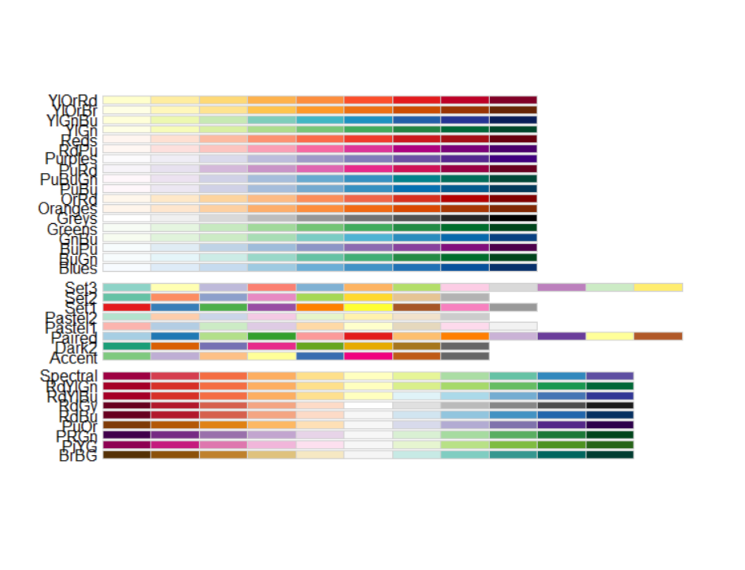 YlOrRd
YlOrBr
YlGnBu
YlGn
Reds
RdPu
Purples
PuRd
PuBuGn
PuBu
OrRd
Oranges
Greys
Greens
GnBu
BuPu
BuGn
Blues
Set3
Set2
Set1
Pastel2
Pastel1
Paired
Dark2
Accent
Spectral
RdYlGn
RdYlBu
RdGy
RdBu
PuOr
PRGn
PiYG
BrBG